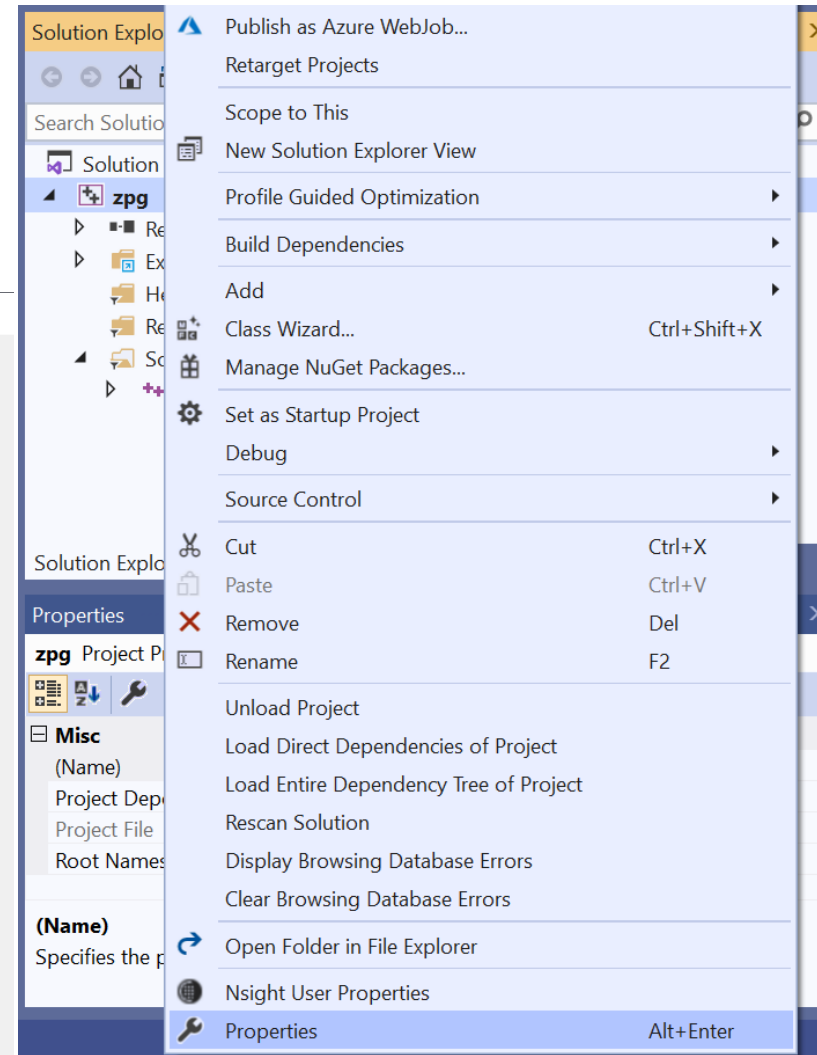 Solution Explo
Publish as Azure WebJob...
Retarget Projects
Search Solutio
Scope to This
New Solution Explorer View
Solution
zpg
Profile Guided Optimization
Re
Build Dependencies
Ex
Add
He
Re
Class Wizard... Ctrl+Shift+X
So
Manage NuGet Packages...
Set as Startup Project
Debug
Source Control
Cut Ctrl+X
Solution Explo
Paste Ctrl+V
Properties
Remove Del
zpg Project Pr
Rename F2
Unload Project
Misc
Load Direct Dependencies of Project
(Name)
Load Entire Dependency Tree of Project
Project Depe
Rescan Solution
Project File
Display Browsing Database Errors
Root Names
Clear Browsing Database Errors
(Name)
Open Folder in File Explorer
Specifies the p
Nsight User Properties
Properties Alt+Enter